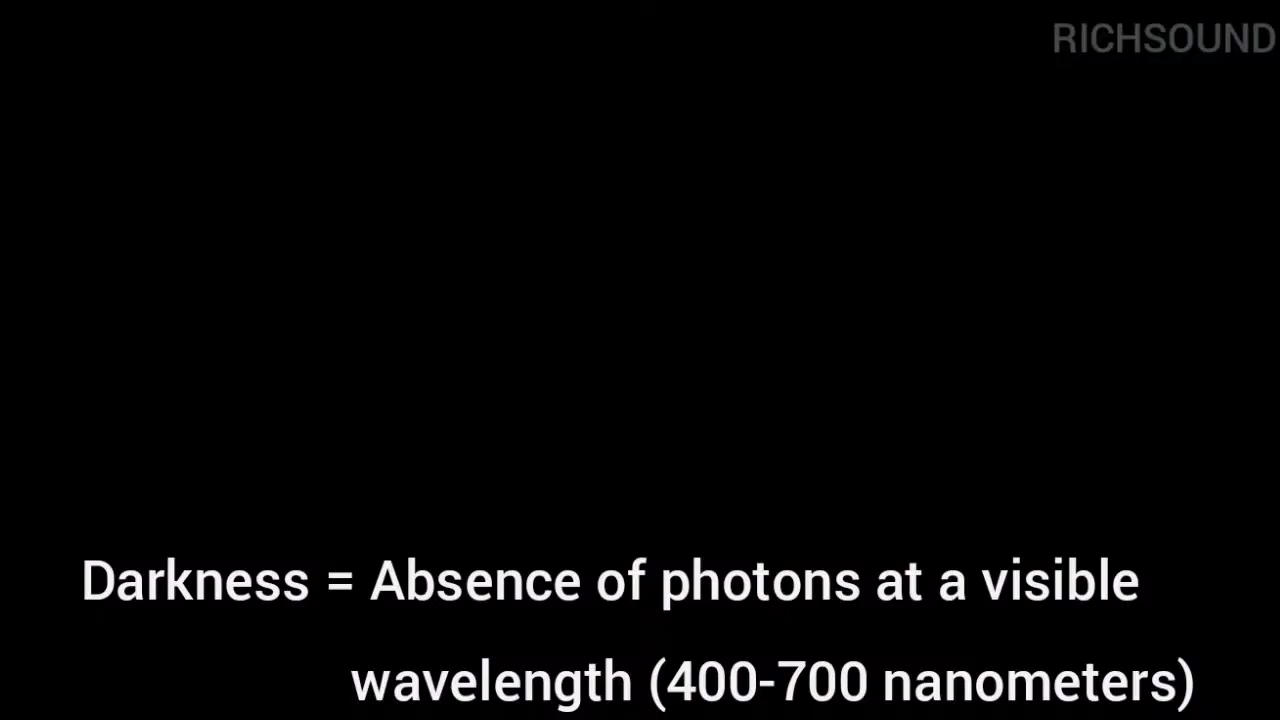 RICHSOUND
Darkness = Absence of photons at a visible
wavelength (400-700 nanometers)